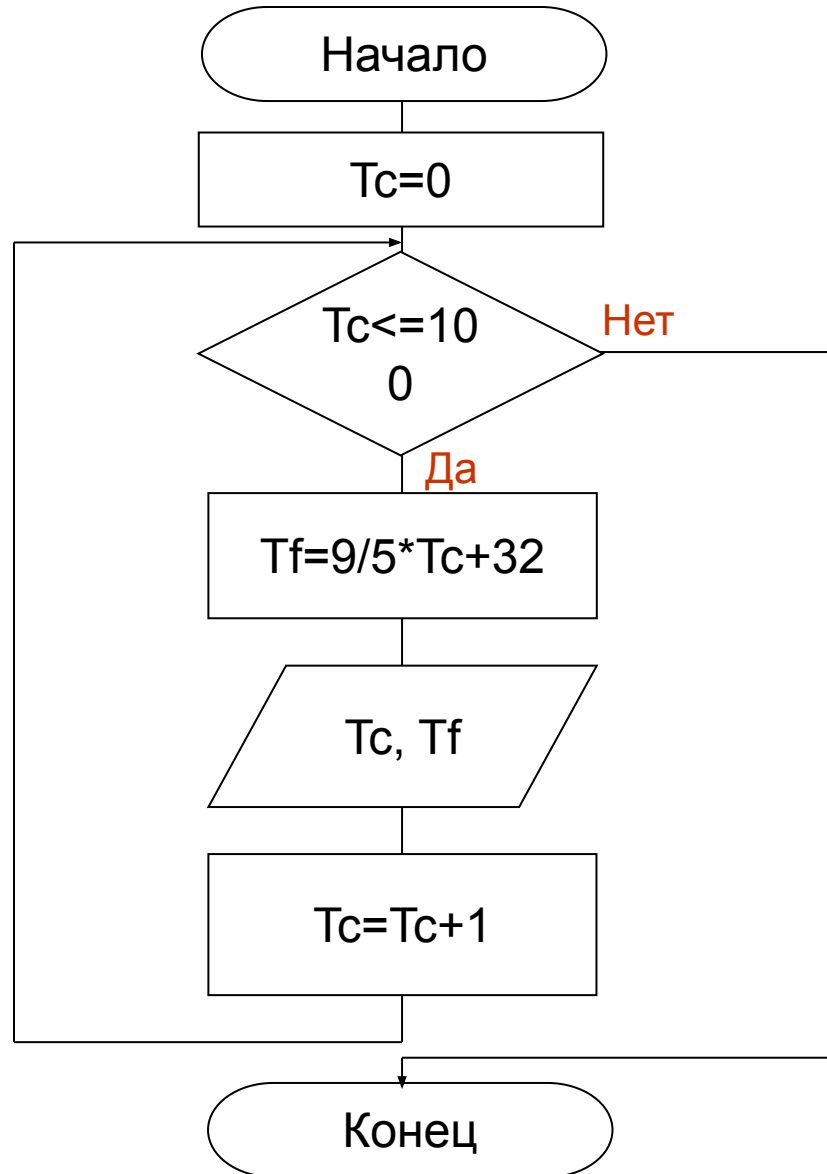 Начало
Tc=0
Tc<=10
0
Нет
Да
Tf=9/5*Tc+32
Tc, Tf
Tc=Tc+1
Конец